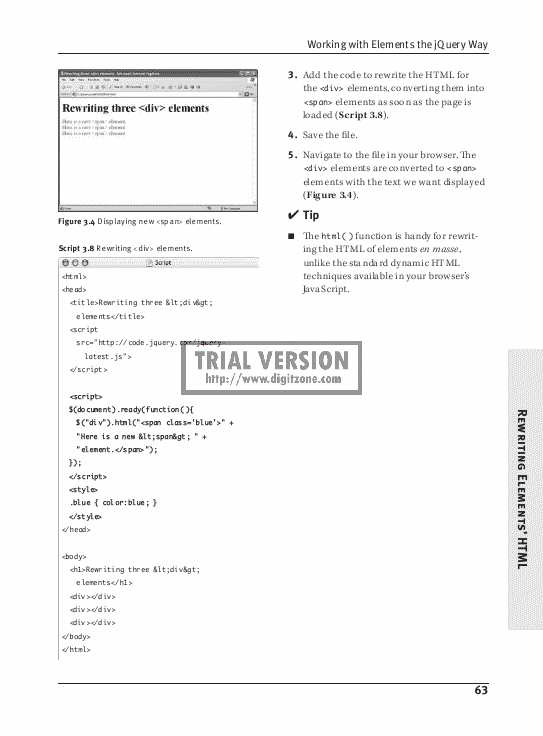 Working with Elements the jQuery Way
Rewriting three <div> elements
Here is a new <span> element.
Here is a new <span> element.
Here is a new <span> element.
Figure 3.4 Displaying new <span> elements.
Script 3.8 Rewriting <div> elements.
Script
<html>
<head>
<title>Rewriting three &lt;div&gt;
elements</title>
<script
src="http://code.jquery.com/jquery-
latest.js">
</script>
<script>
$(document).ready(function(){
$("div").html("<span class='blue'>" +
"Here is a new &lt;span&gt; " +
"element.</span>");
});
</script>
<style>
.blue { color:blue; }
</style>
</head>
<body>
<h1>Rewriting three &lt;div&gt;
elements</h1>
<div></div>
<div></div>
<div></div>
</body>
</html>
3. Add the code to rewrite the HTML for
the <div> elements, converting them into
<span> elements as soon as the page is
loaded (Script 3.8).
4. Save the file.
5. Navigate to the file in your browser. The
<div> elements are converted to <span>
elements with the text we want displayed
(Figure 3.4).
✔ Tip
■ The html() function is handy for rewrit-
ing the HTML of elements en masse,
unlike the standard dynamic HTML
techniques available in your browser's
JavaScript.
TRIAL VERSION
http://www.digitzone.com
Rewriting Elements' HTML
63